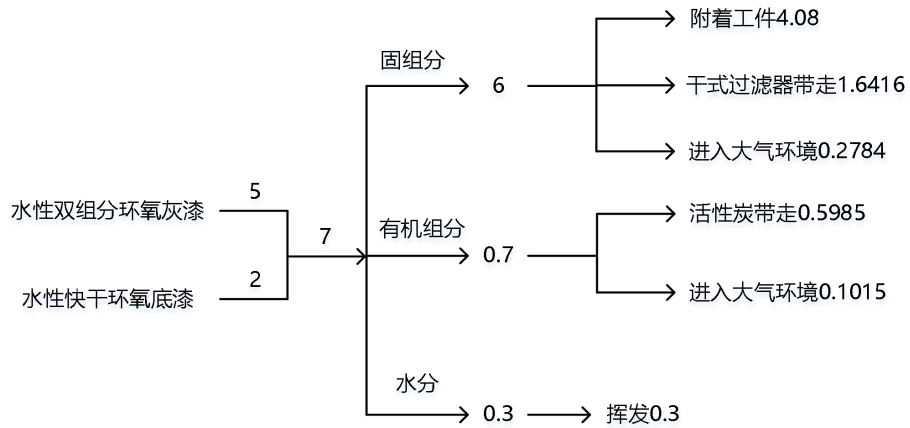 附着工件4.08
固组分
6
干式过滤器带走1.6416
进入大气环境0.2784
水性双组分环氧灰漆
5
7
有机组分
0.7
活性炭带走0.5985
水性快干环氧底漆
2
进入大气环境0.1015
水分
0.3
挥发0.3